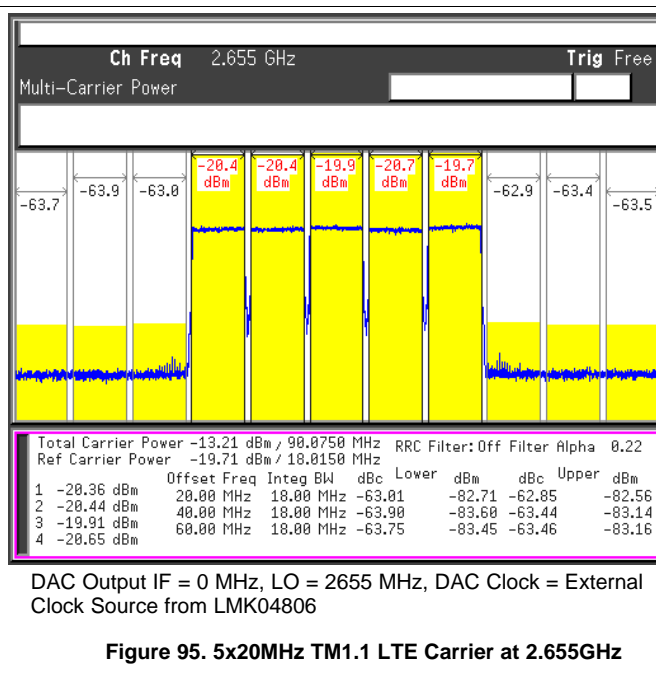 Ch Freq 2.655 GHz Trig Free
Multi-Carrier Power
-20.4 -20.4 -19.9 -20.7 -19.7
dBm dBm dBm dBm dBm
-63.7 -63.9 -63.0 -62.9 -63.4 -63.5
Total Carrier Power -13.21 dBm/ 90.0750 MHz RRC Filter: Off Filter Alpha 0.22
Ref Carrier Power -19.71 dBm/ 18.0150 MHz
Offset Freq Integ BW dBc Lower dBm dBc Upper dBm
1 -20.36 dBm 20.00 MHz 18.00 MHz -63.01 -82.71 -62.85 -82.56
2 -20.44 dBm 40.00 MHz 18.00 MHz -63.90 -83.60 -63.44 -83.14
3 -19.91 dBm 60.00 MHz 18.00 MHz -63.75 -83.45 -63.46 -83.16
4 -20.65 dBm
DAC Output IF = 0 MHz, LO = 2655 MHz, DAC Clock = External
Clock Source from LMK04806
Figure 95. 5x20MHz TM1.1 LTE Carrier at 2.655GHz